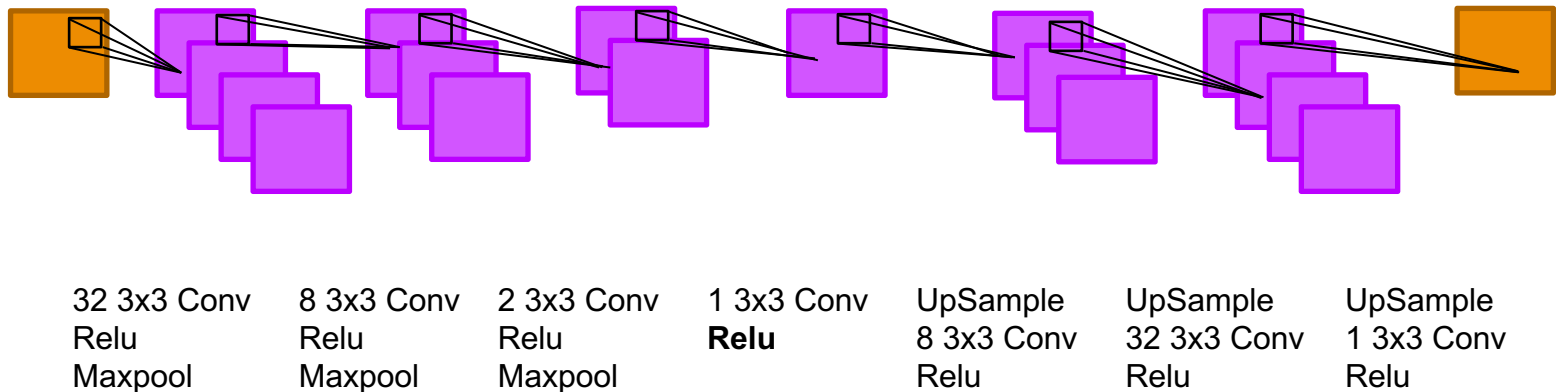 32 3x3 Conv
Relu
Maxpool
8 3x3 Conv
Relu
Maxpool
2 3x3 Conv
Relu
Maxpool
1 3x3 Conv
Relu
UpSample
8 3x3 Conv
Relu
UpSample
32 3x3 Conv
Relu
UpSample
1 3x3 Conv
Relu